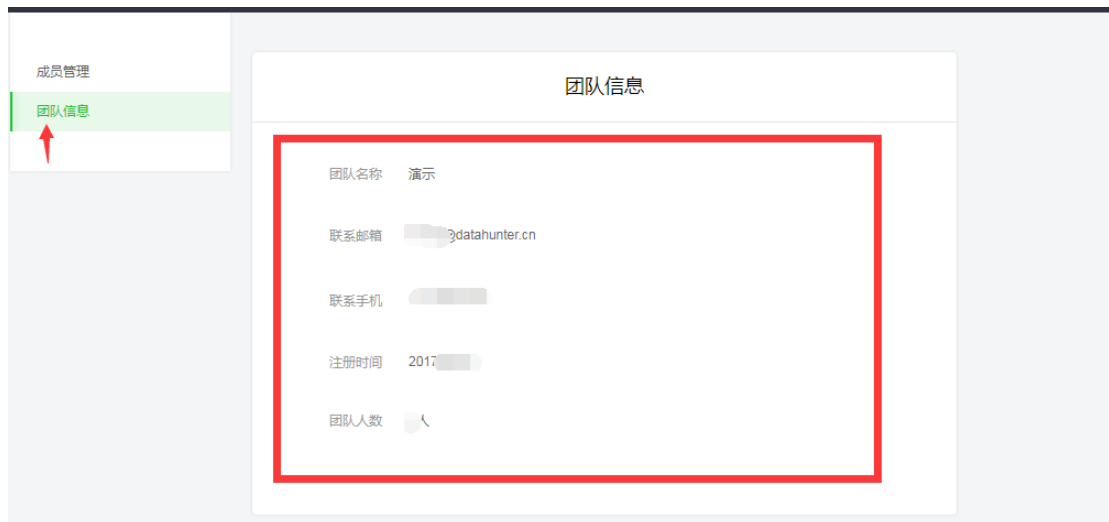 成员管理
团队信息
团队信息
团队名称 演示
联系邮箱 @datahunter.cn
联系手机
注册时间 2017
团队人数 人